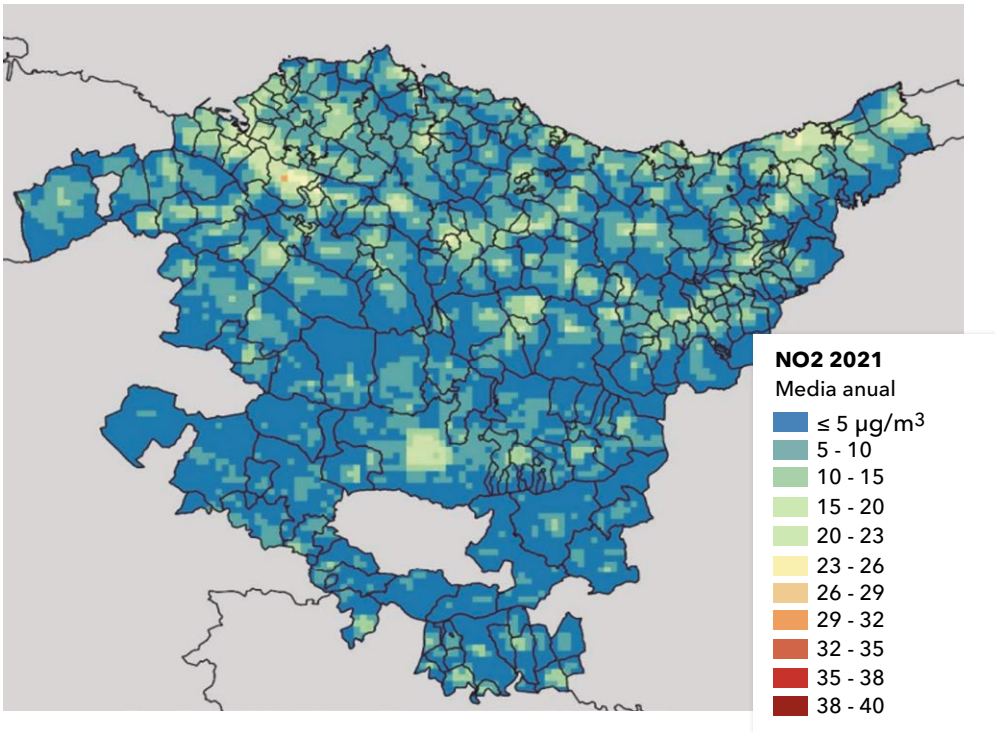 NO2 2021
Media anual
≤ 5 µg/m3
5 - 10
10 - 15
15 - 20
20 - 23
23 - 26
26 - 29
29 - 32
32 - 35
35 - 38
38 - 40